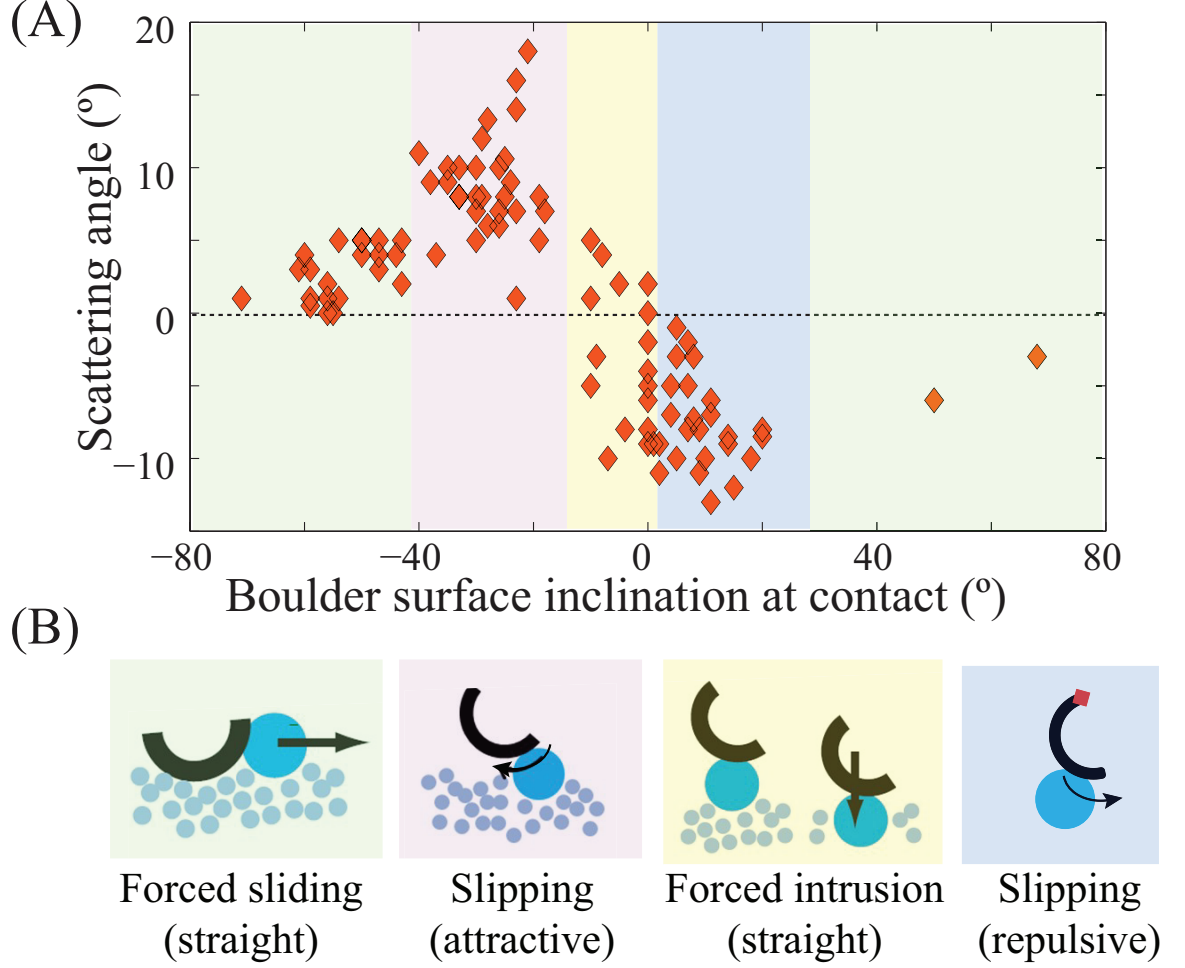 (A)
Scattering angle (º)
20
10
0
−10
−80
−40
0
40
80
Boulder surface inclination at contact (º)
(B)
Forced sliding
(straight)
Slipping
(attractive)
Forced intrusion
(straight)
Slipping
(repulsive)